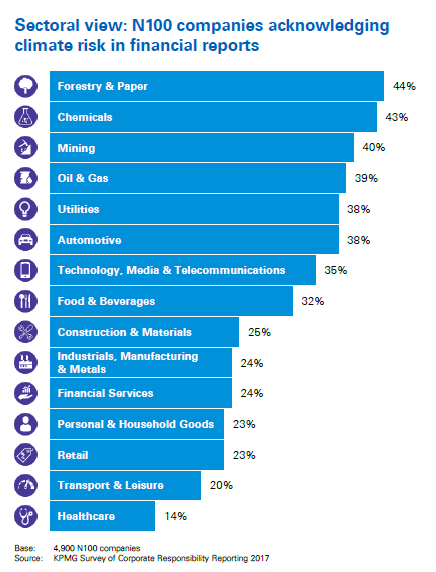 Sectoral view: N100 companies acknowledging
climate risk in financial reports
Forestry & Paper 44%
Chemicals 43%
Mining 40%
Oil & Gas 39%
Utilities 38%
Automotive 38%
Technology, Media & Telecommunications 35%
Food & Beverages 32%
Construction & Materials 25%
Industrials, Manufacturing
& Metals 24%
Financial Services 24%
Personal & Household Goods 23%
Retail 23%
Transport & Leisure 20%
Healthcare 14%
Base: 4,900 N100 companies
Source: KPMG Survey of Corporate Responsibility Reporting 2017